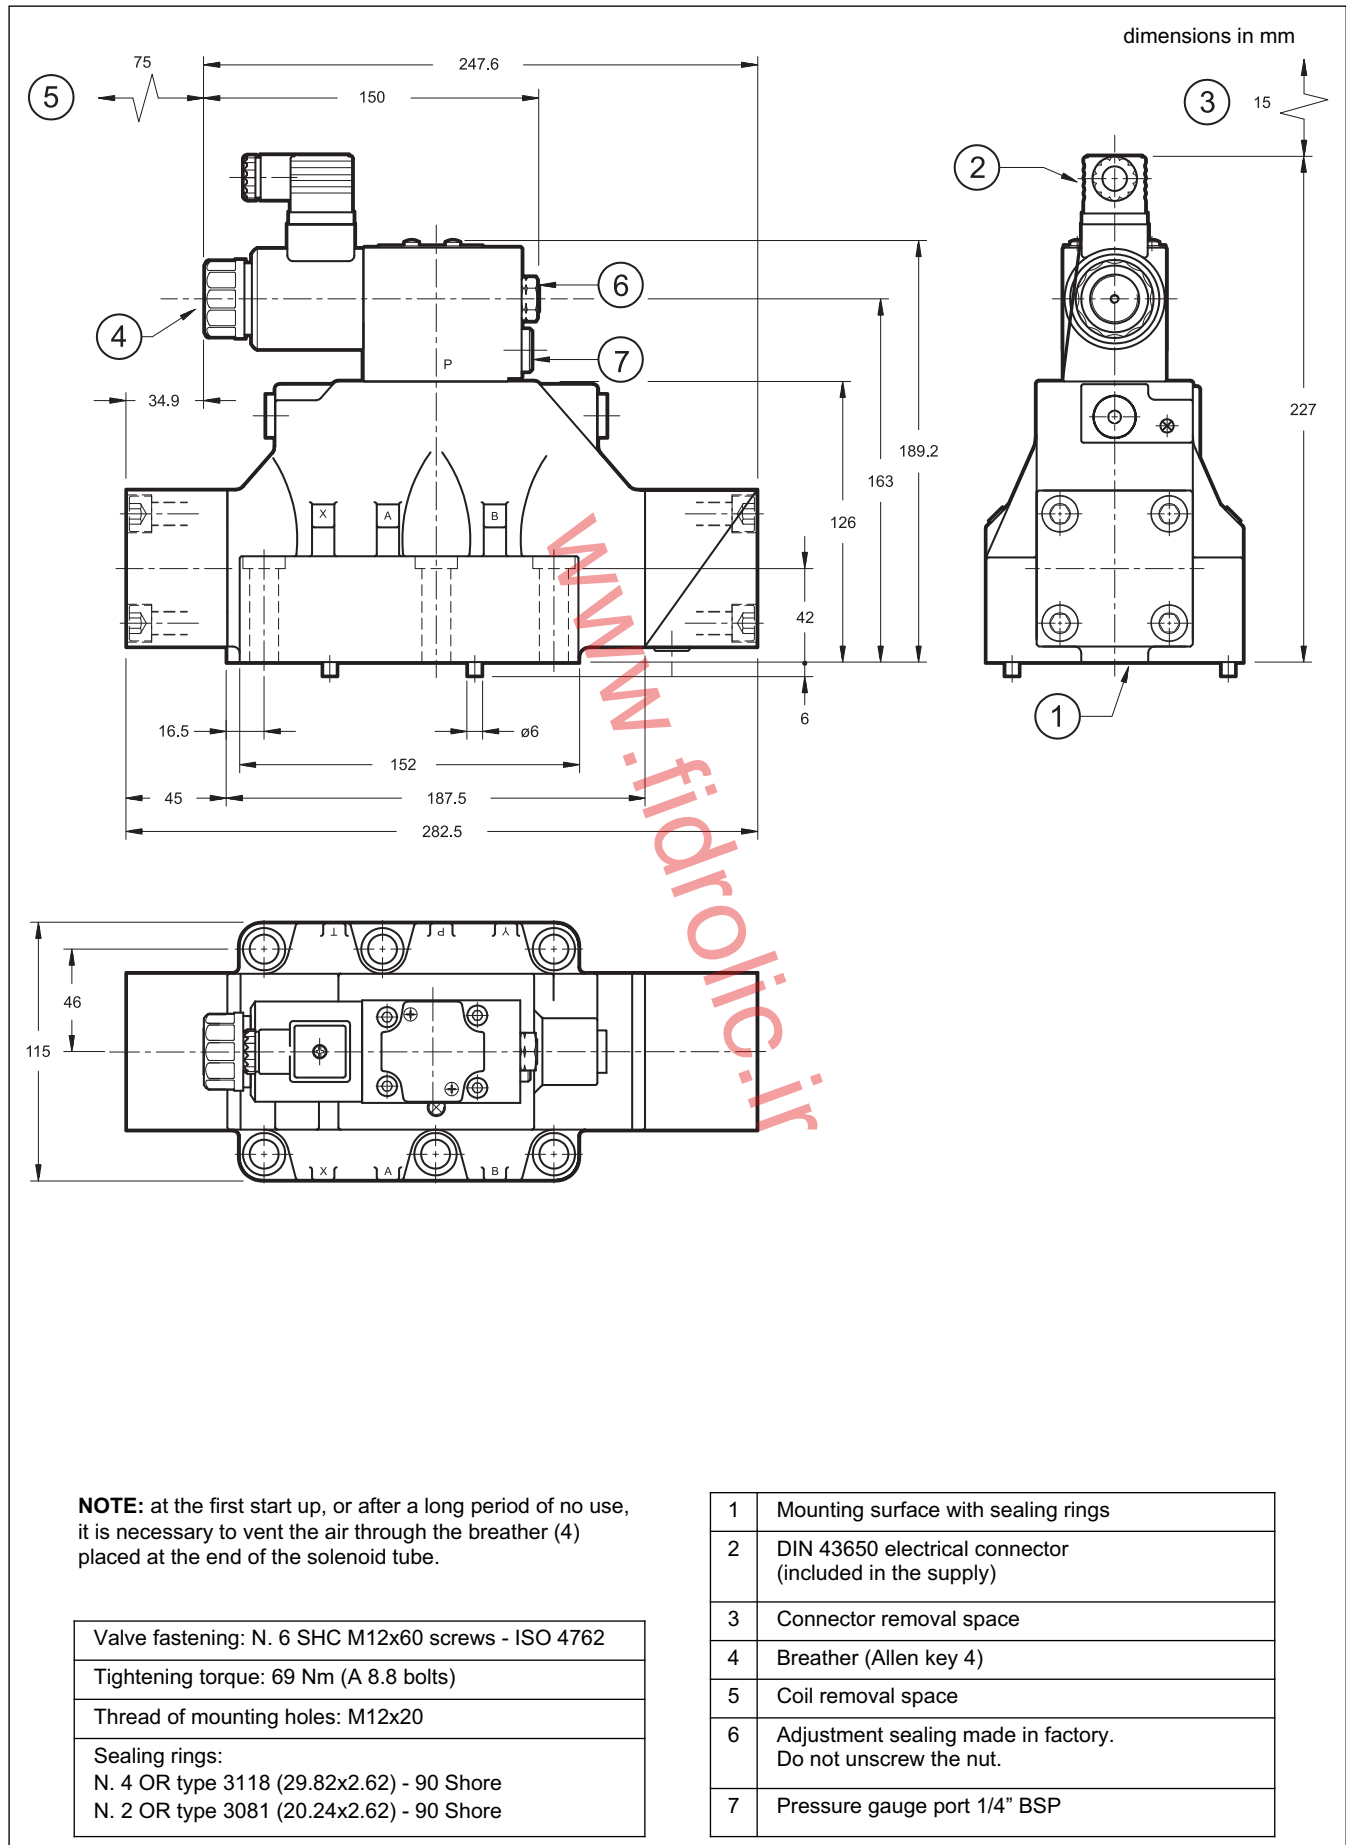 dimensions in mm
75
247.6
5
150
3
15
2
6
4
7
P
34.9
227
189.2
163
126
X
A
B
42
6
1
16.5
ø6
152
45
187.5
282.5
www.fidrolic.ir
T
P
Y
46
115
X
A
B
NOTE: at the first start up, or after a long period of no use,
it is necessary to vent the air through the breather (4)
placed at the end of the solenoid tube.
Valve fastening: N. 6 SHC M12x60 screws - ISO 4762
Tightening torque: 69 Nm (A 8.8 bolts)
Thread of mounting holes: M12x20
Sealing rings:
N. 4 OR type 3118 (29.82x2.62) - 90 Shore
N. 2 OR type 3081 (20.24x2.62) - 90 Shore
1 Mounting surface with sealing rings
2 DIN 43650 electrical connector
(included in the supply)
3 Connector removal space
4 Breather (Allen key 4)
5 Coil removal space
6 Adjustment sealing made in factory.
Do not unscrew the nut.
7 Pressure gauge port 1/4” BSP